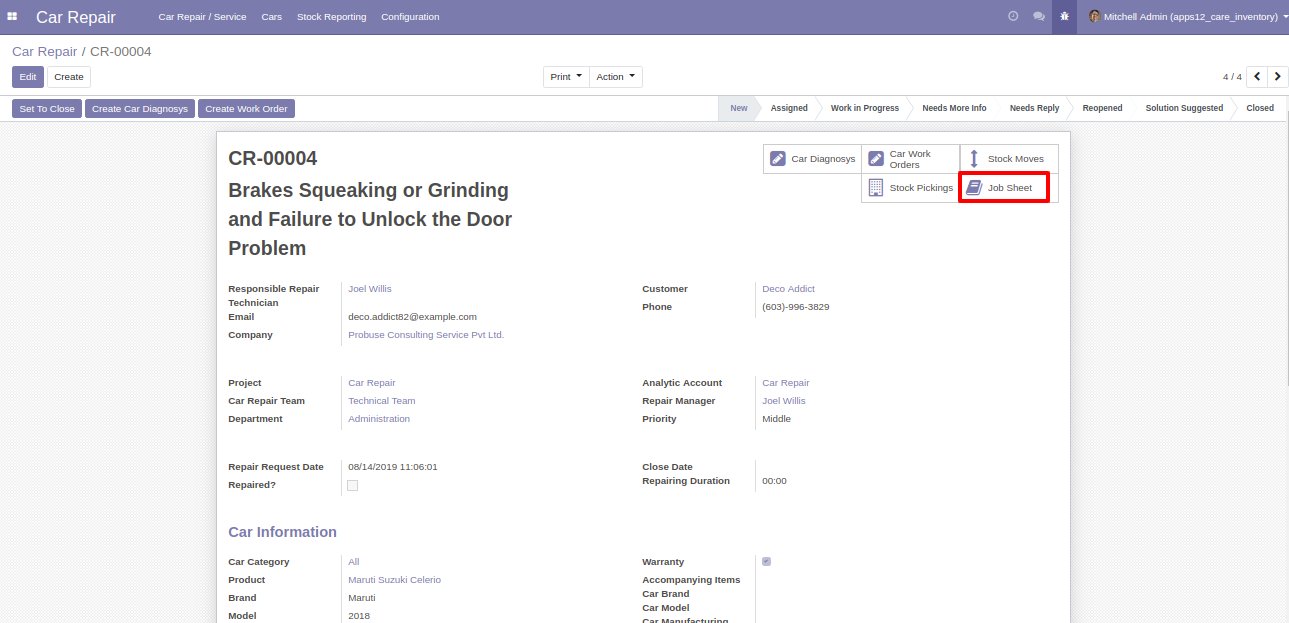 Car Repair Car Repair / Service Cars Stock Reporting Configuration Mitchell Admin (apps12_care_inventory)
Car Repair / CR-00004
Edit Create Print Action 4 / 4
Set To Close Create Car Diagnosys Create Work Order New Assigned Work in Progress Needs More Info Needs Reply Reopened Solution Suggested Closed
CR-00004
Car Diagnosys Car Work Orders Stock Moves
Stock Pickings Job Sheet
Brakes Squeaking or Grinding
and Failure to Unlock the Door
Problem
Responsible Repair Technician Joel Willis
Email deco.addict82@example.com
Company Probuse Consulting Service Pvt Ltd.
Customer Deco Addict
Phone (603)-996-3829
Project Car Repair
Car Repair Team Technical Team
Department Administration
Analytic Account Car Repair
Repair Manager Joel Willis
Priority Middle
Repair Request Date 08/14/2019 11:06:01
Repaired?
Close Date
Repairing Duration 00:00
Car Information
Car Category All
Product Maruti Suzuki Celerio
Brand Maruti
Model 2018
Warranty
Accompanying Items
Car Brand
Car Model
Car Manufacturing